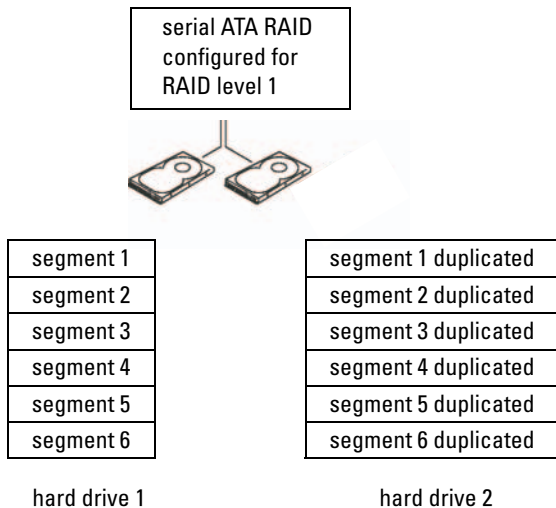 serial ATA RAID
configured for
RAID level 1
segment 1
segment 2
segment 3
segment 4
segment 5
segment 6
hard drive 1
segment 1 duplicated
segment 2 duplicated
segment 3 duplicated
segment 4 duplicated
segment 5 duplicated
segment 6 duplicated
hard drive 2